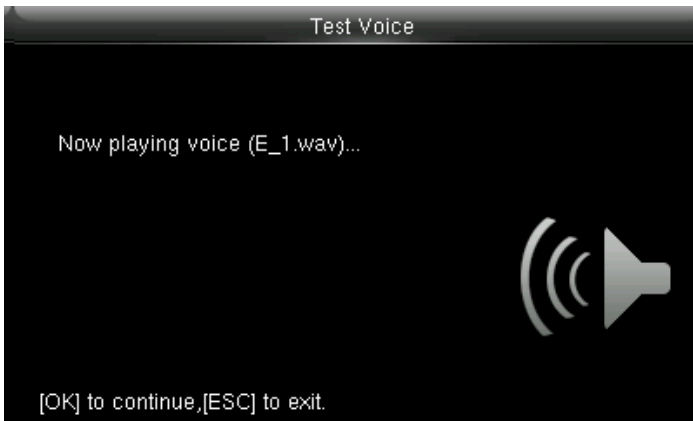 Test Voice
Now playing voice (E_1.wav)...
[OK] to continue,[ESC] to exit.